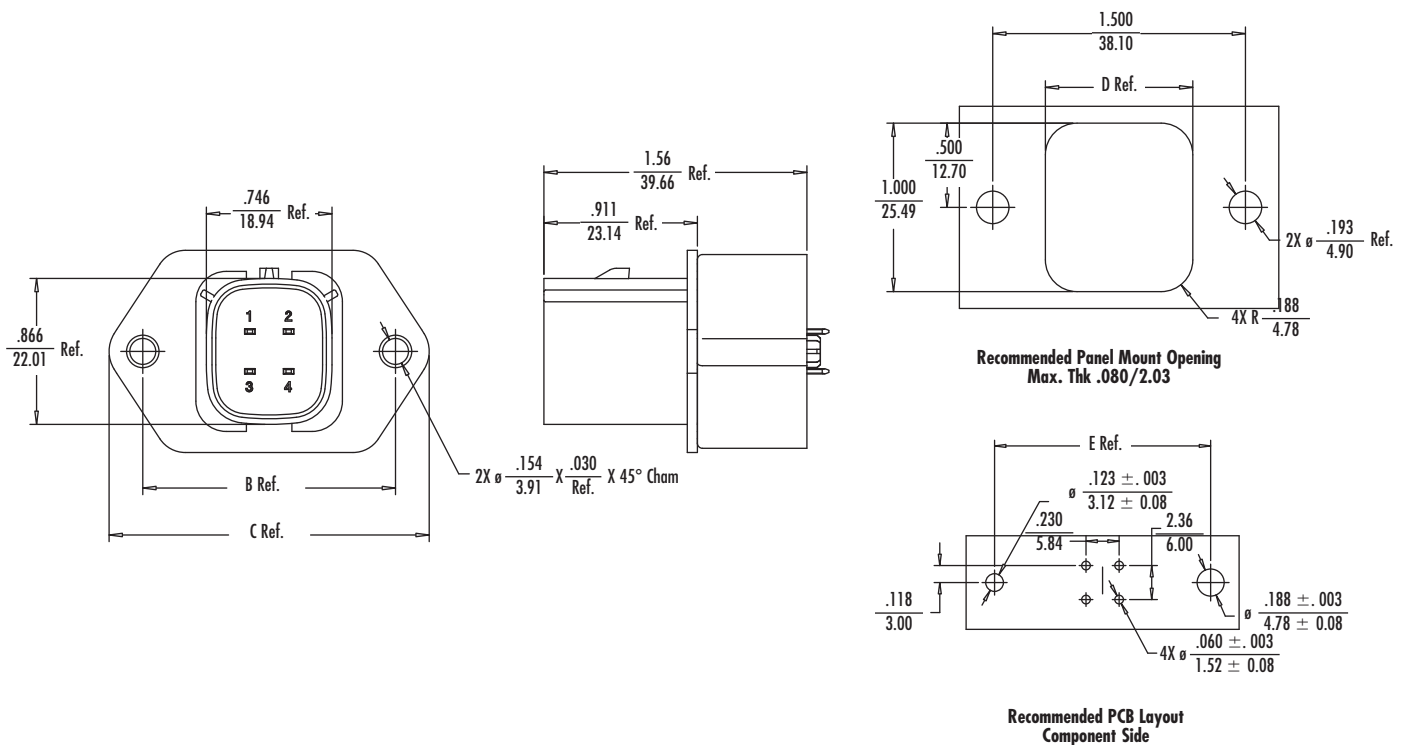 .746
18.94
Ref.
.866
22.01
Ref.
1 2
3 4
B Ref.
C Ref.
2X ø .154 X .030 X 45° Cham
3.91 Ref.
1.56
39.66
Ref.
.911
23.14
Ref.
1.500
38.10
D Ref.
.500
12.70
1.000
25.49
2X ø .193 Ref.
4.90
4X R .188
4.78
Recommended Panel Mount Opening
Max. Thk .080/2.03
E Ref.
ø .123 ±.003
3.12 ± 0.08
.230
5.84
2.36
6.00
.118
3.00
ø .188 ±.003
4.78 ± 0.08
4X ø .060 ±.003
1.52 ± 0.08
Recommended PCB Layout
Component Side